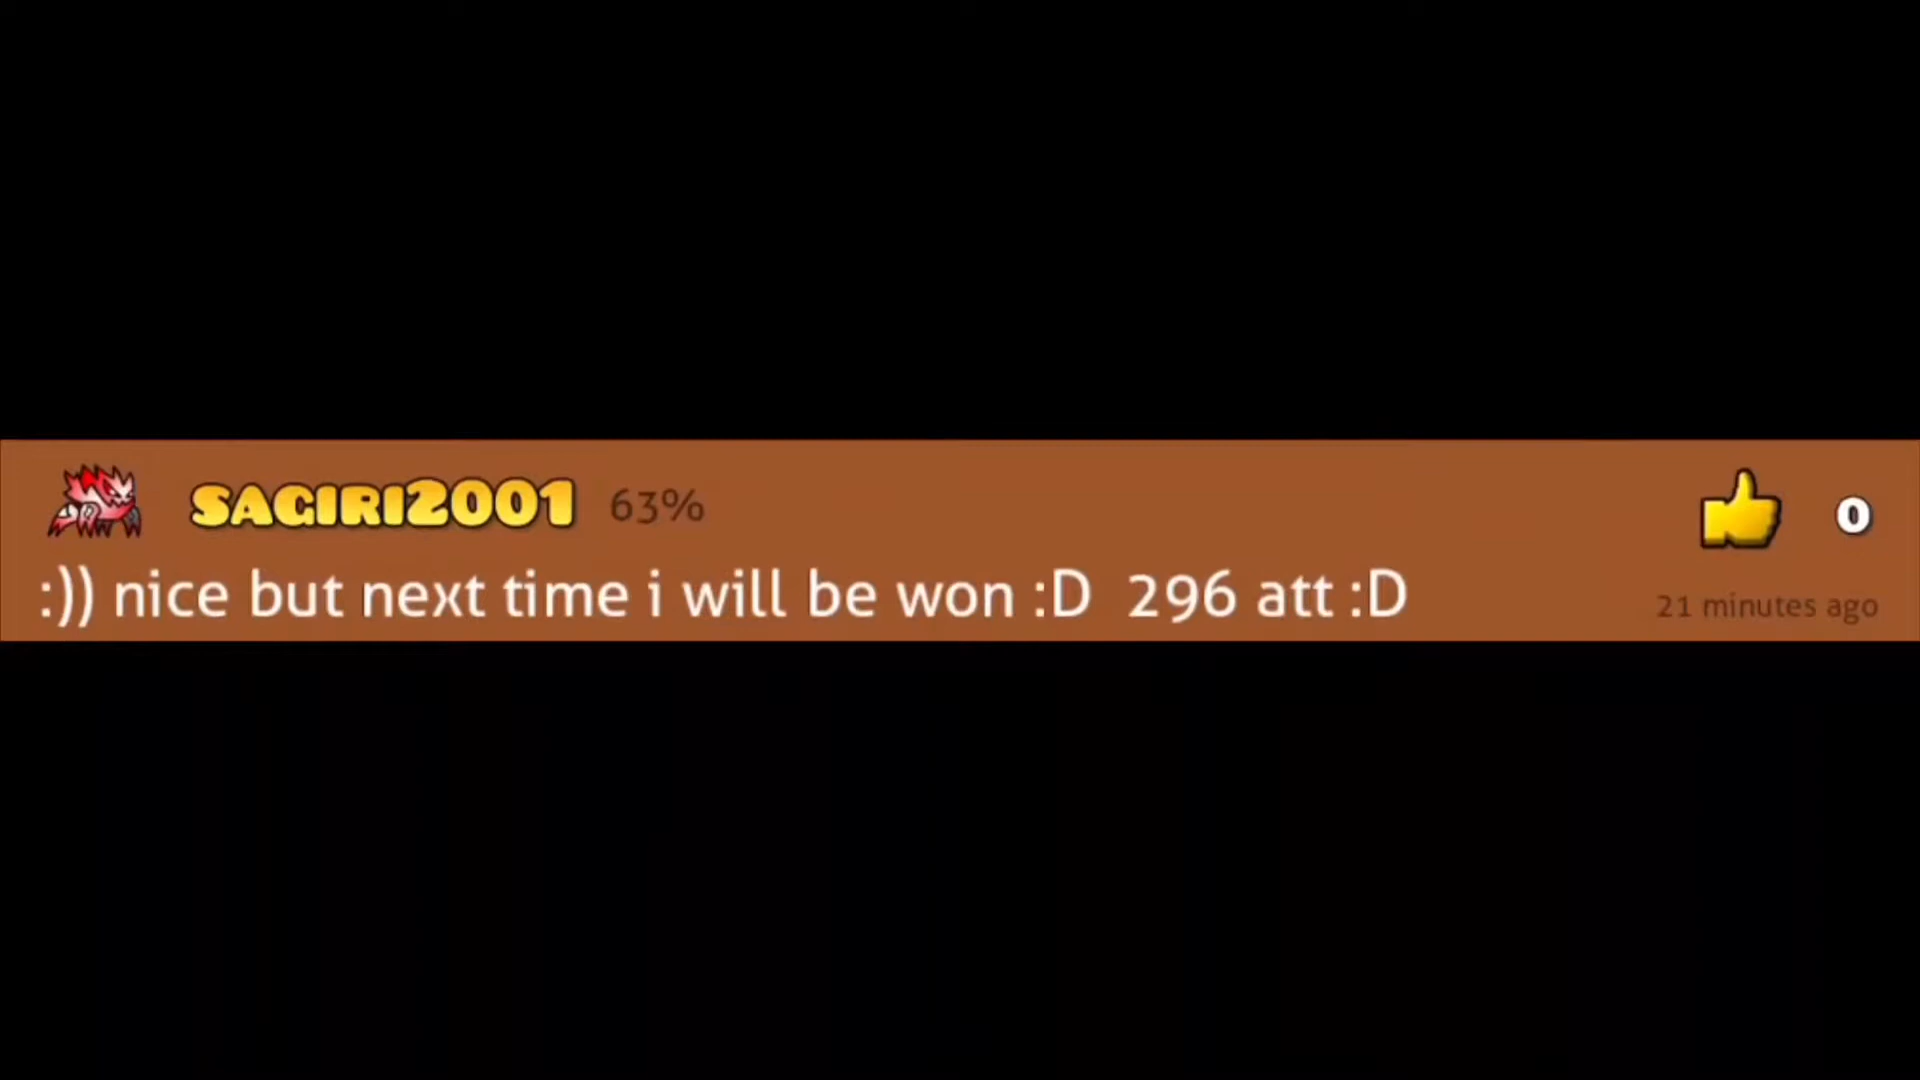 SAGIRI2001 63% 0
:)) nice but next time i will be won :D  296 att :D 21 minutes ago